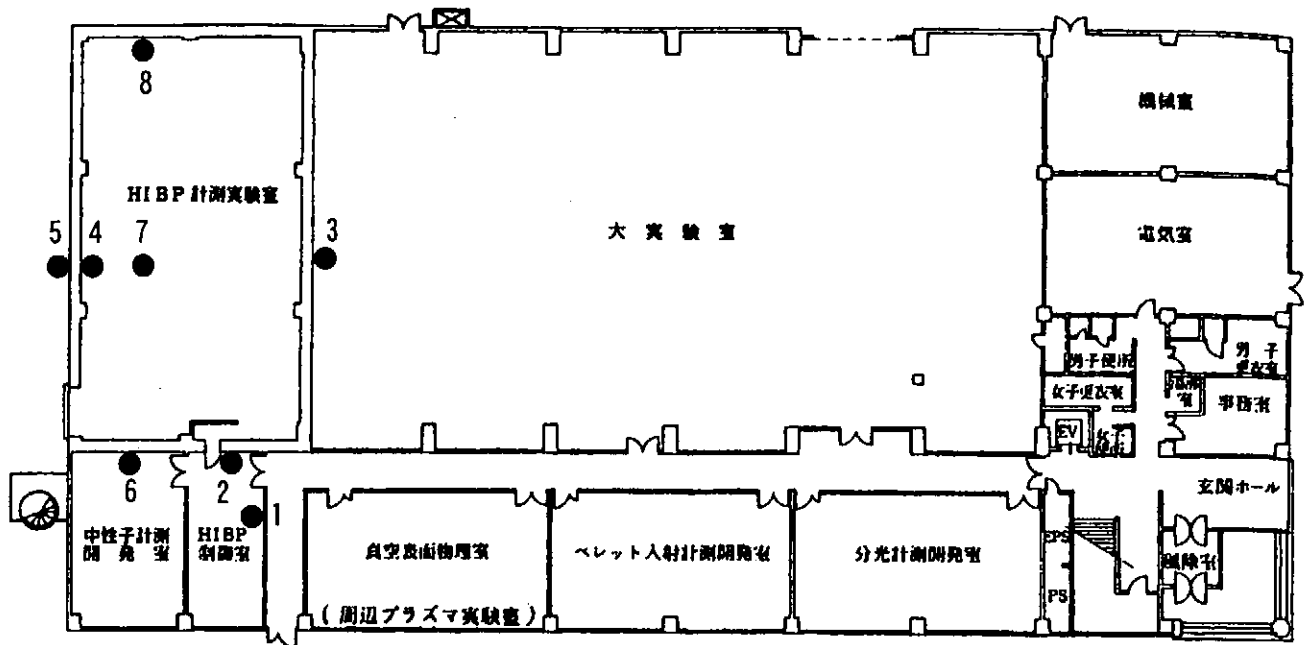 8
機械室
HIBP 計測実験室
5
4
7
3
大実験室
電気室
男子便所
男子
更衣室
女子更衣室
事務室
EV
6
2
1
玄関ホール
中性子計測
開発室
HIBP
制御室
真空表面物理室
ペレット入射計測開発室
分光計測開発室
EPS
風除室
PS
(周辺プラズマ実験室)